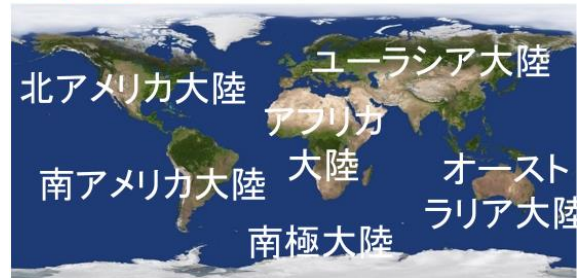 ユーラシア大陸
北アメリカ大陸
アフリカ
大陸
オースト
ラリア大陸
南アメリカ大陸
南極大陸